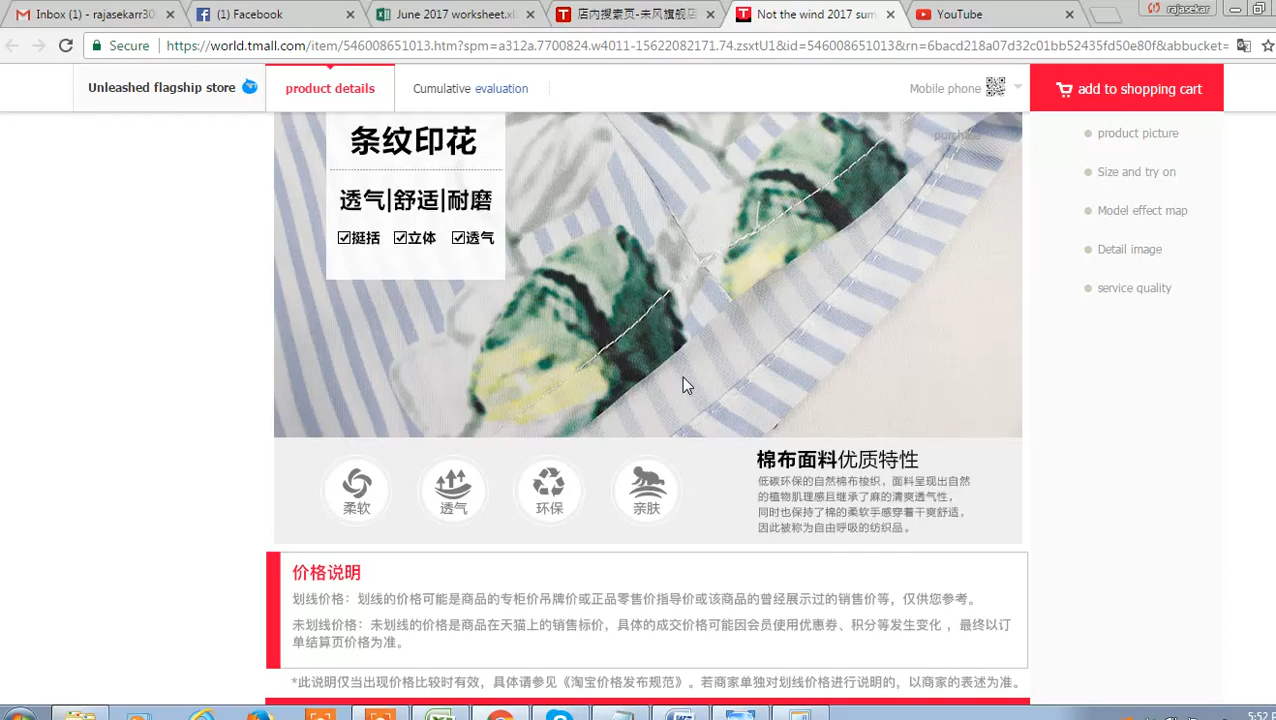 Inbox (1) - rajasekarr30
(1) Facebook
June 2017 worksheet.xl
店内搜索页-未风旗舰店
Not the wind 2017 sum
YouTube
rajasekar
Secure
https://world.tmall.com/item/546008651013.htm?spm=a312a.7700824.w4011-15622082171.74.zsxtU1&id=546008651013&rn=6bacd218a07d32c01bb52435fd50e80f&abbucket=
Unleashed flagship store
product details
Cumulative evaluation
Mobile phone
add to shopping cart
条纹印花
透气|舒适|耐磨
挺括 立体 透气
product picture
Size and try on
Model effect map
Detail image
service quality
柔软
透气
环保
亲肤
棉布面料优质特性
低碳环保的自然棉布梭织，面料呈现出自然
的植物肌理感且继承了麻的清爽透气性，
同时也保持了棉的柔软手感穿着干爽舒适，
因此被称为自由呼吸的纺织品。
价格说明
划线价格：划线的价格可能是商品的专柜价吊牌价或正品零售价指导价或该商品的曾经展示过的销售价等，仅供您参考。
未划线价格：未划线的价格是商品在天猫上的销售标价，具体的成交价格可能因会员使用优惠券、积分等发生变化 ，最终以订
单结算页价格为准。
*此说明仅当出现价格比较时有效，具体请参见《淘宝价格发布规范》。若商家单独对划线价格进行说明的，以商家的表述为准。